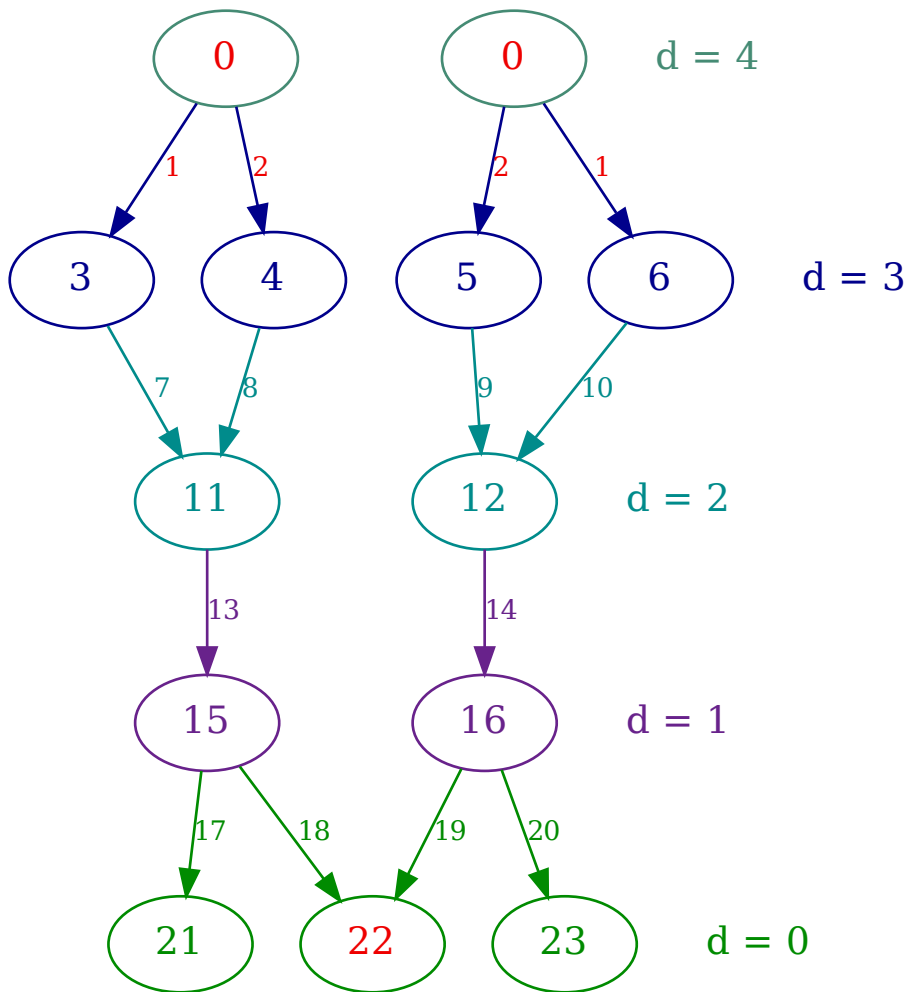 0 0 d = 4
1 2 2 1
3 4 5 6 d = 3
7 8 9 10
11 12 d = 2
13 14
15 16 d = 1
17 18 19 20
21 22 23 d = 0